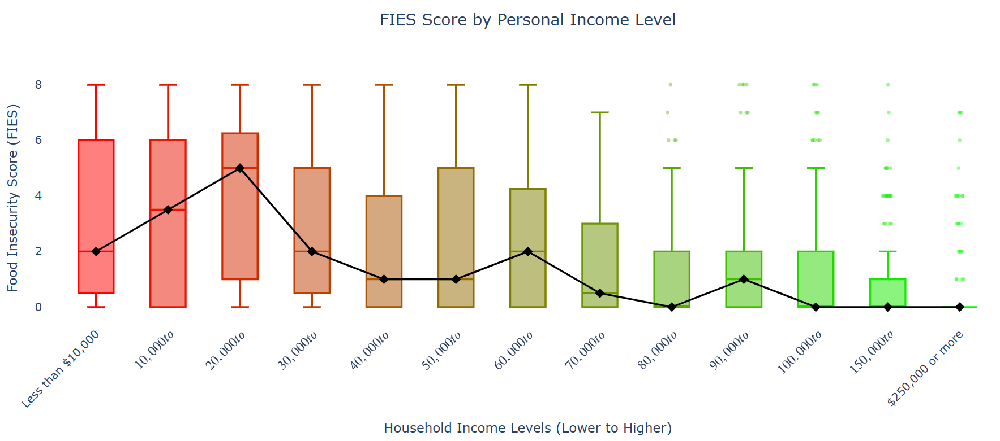 FIES Score by Personal Income Level
Food Insecurity Score (FIES)
8
6
4
2
0
Less than $10,000
10,000to
20,000to
30,000to
40,000to
50,000to
60,000to
70,000to
80,000to
90,000to
100,000to
150,000to
$250,000 or more
Household Income Levels (Lower to Higher)